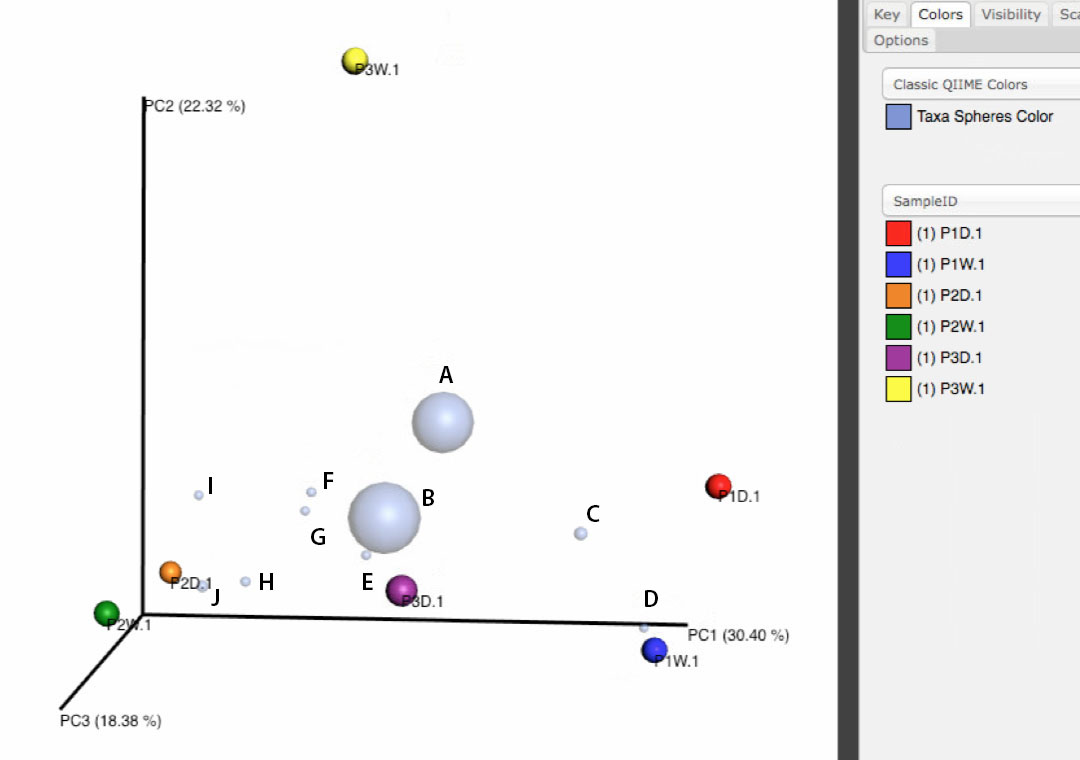 Key Colors Visibility
Options
Classic QIIME Colors
Taxa Spheres Color
SampleID
(1) P1D.1
(1) P1W.1
(1) P2D.1
(1) P2W.1
(1) P3D.1
(1) P3W.1
P3W.1
PC2 (22.32 %)
A
I
F
B
P1D.1
G
C
P2D.1
J
H
E
P3D.1
D
P2W.1
PC1 (30.40 %)
P1W.1
PC3 (18.38 %)